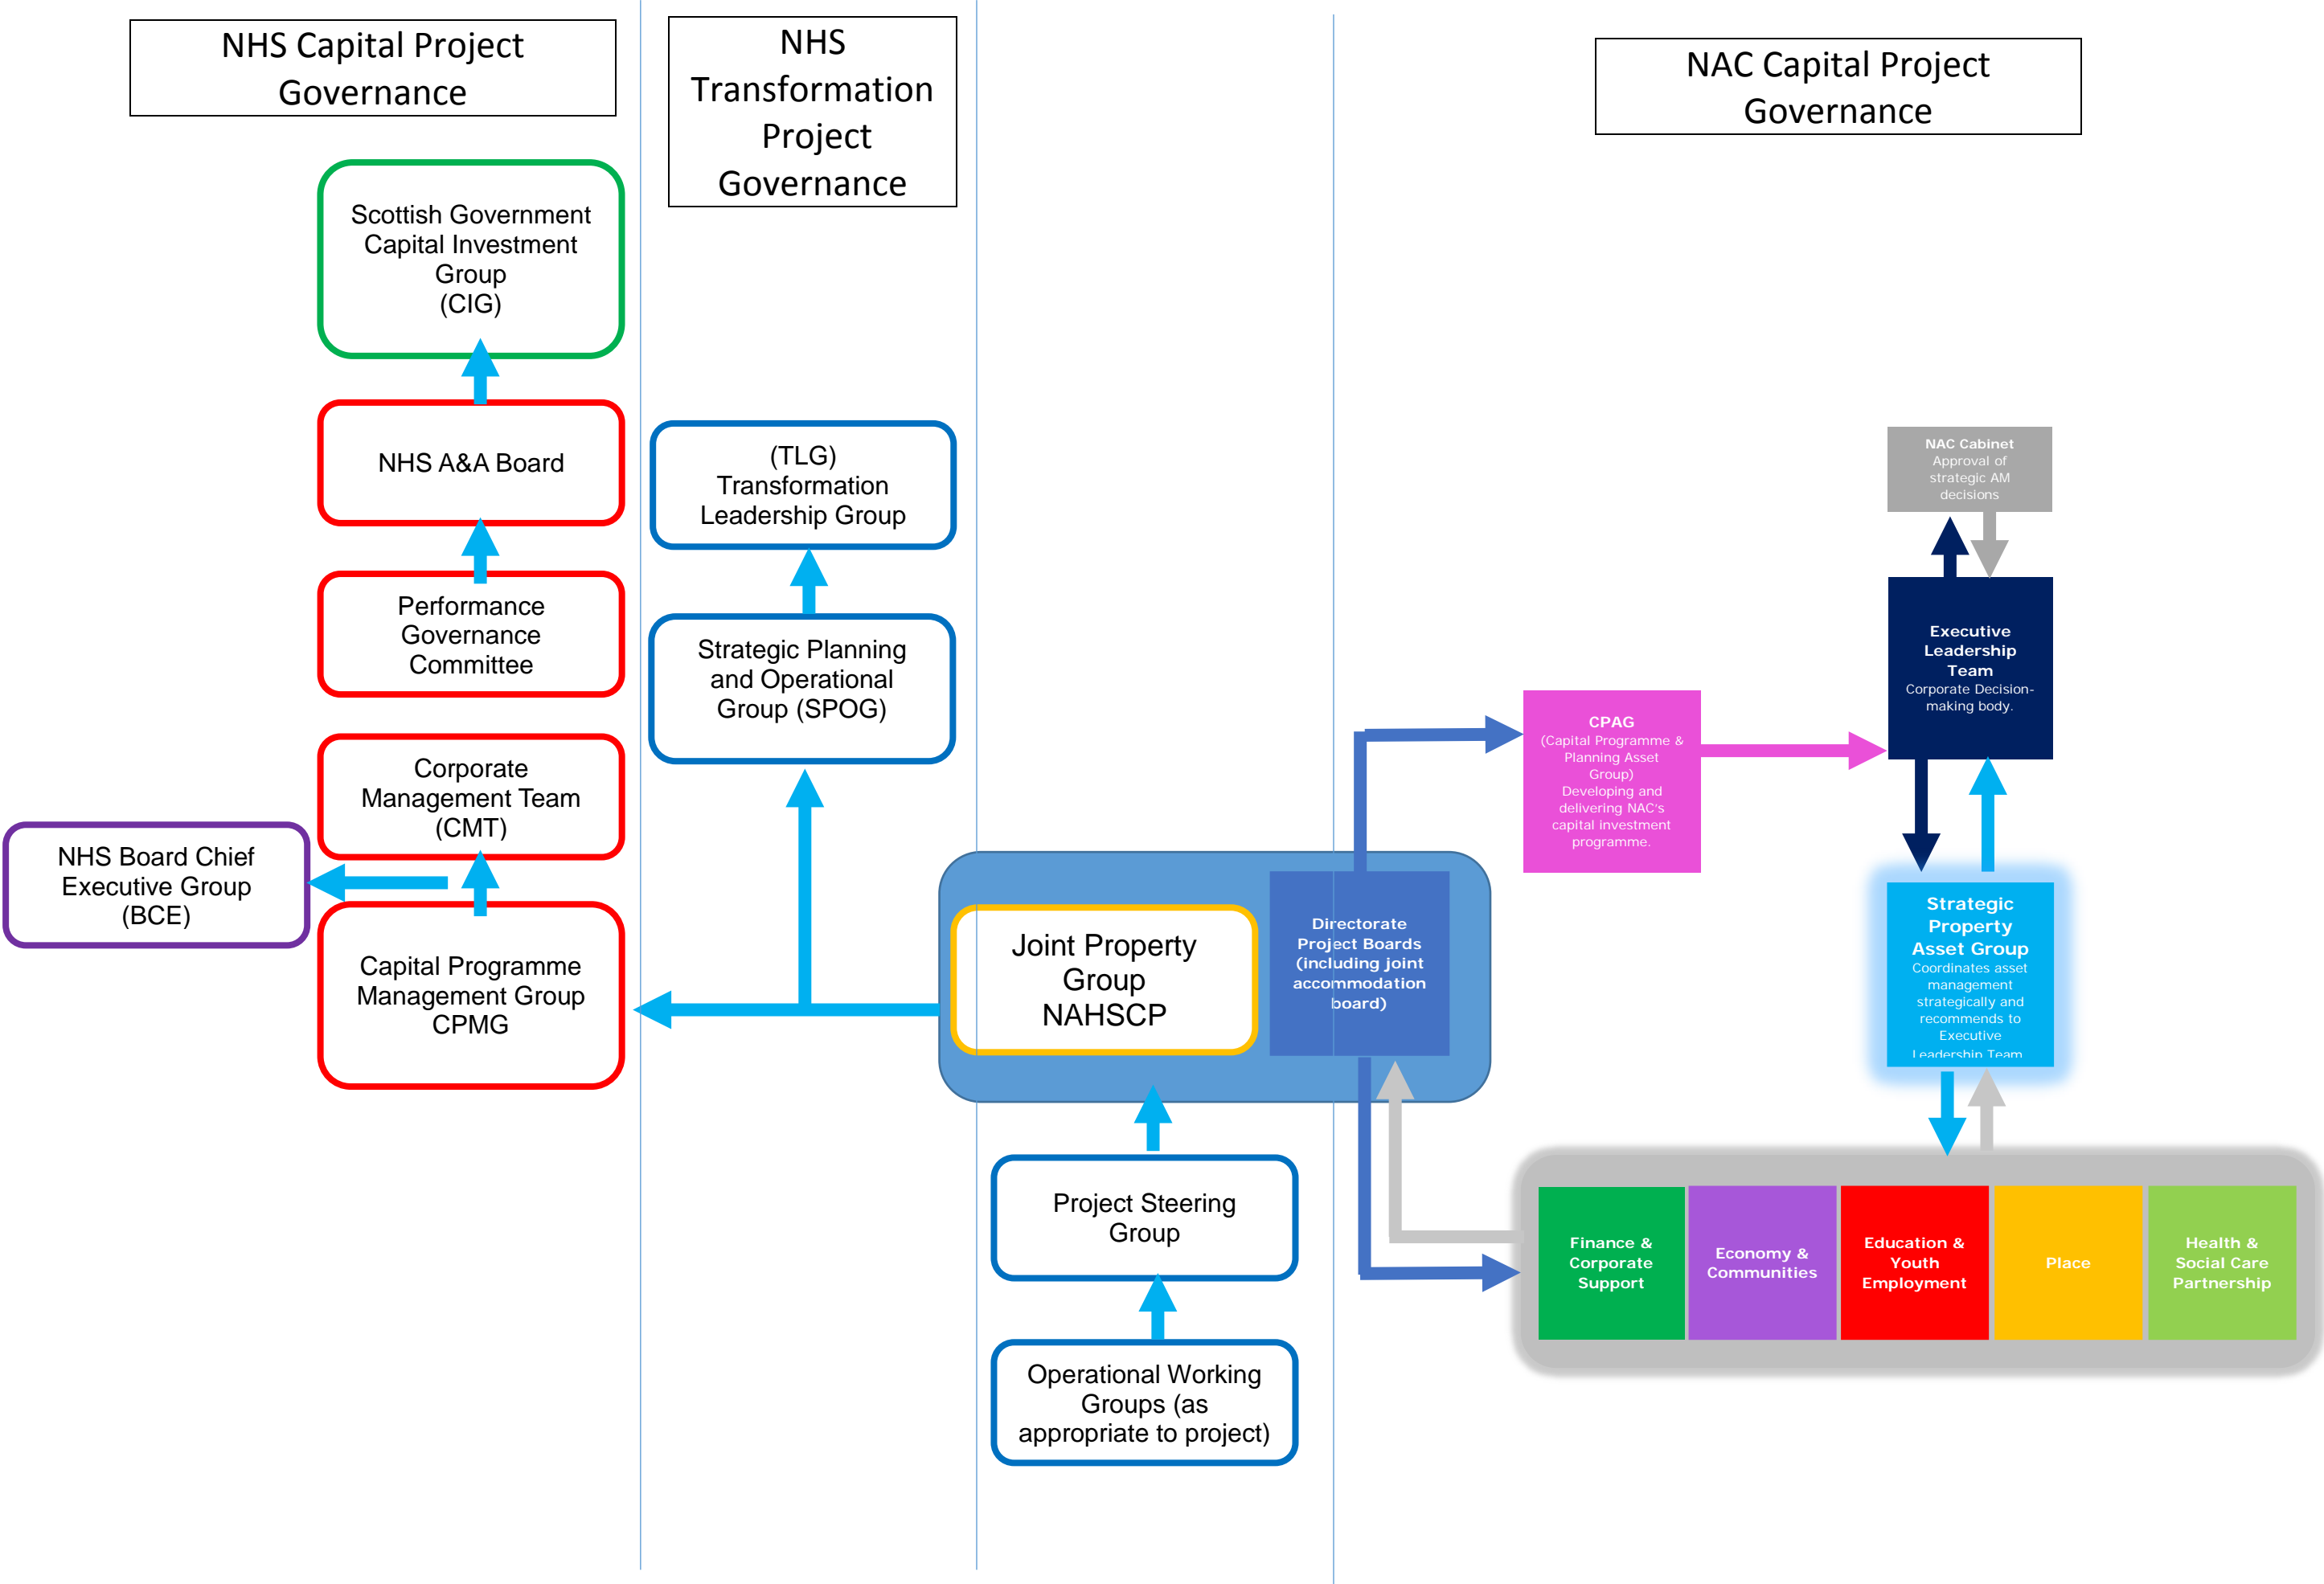 NHS Capital Project
Governance
NHS
Transformation
Project
Governance
NAC Capital Project
Governance
Scottish Government
Capital Investment
Group
(CIG)
NHS A&A Board
Performance
Governance
Committee
Corporate
Management Team
(CMT)
NHS Board Chief
Executive Group
(BCE)
Capital Programme
Management Group
CPMG
(TLG)
Transformation
Leadership Group
Strategic Planning
and Operational
Group (SPOG)
Joint Property
Group
NAHSCP
Directorate
Project Boards
(including joint
accommodation
board)
Project Steering
Group
Operational Working
Groups (as
appropriate to project)
CPAG
(Capital Programme &
Planning Asset
Group)
Developing and
delivering NAC's
capital investment
programme.
NAC Cabinet
Approval of
strategic AM
decisions
Executive
Leadership
Team
Corporate Decision-
making body.
Strategic
Property
Asset Group
Coordinates asset
management
strategically and
recommends to
Executive
Leadership Team
Finance &
Corporate
Support
Economy &
Communities
Education &
Youth
Employment
Place
Health &
Social Care
Partnership